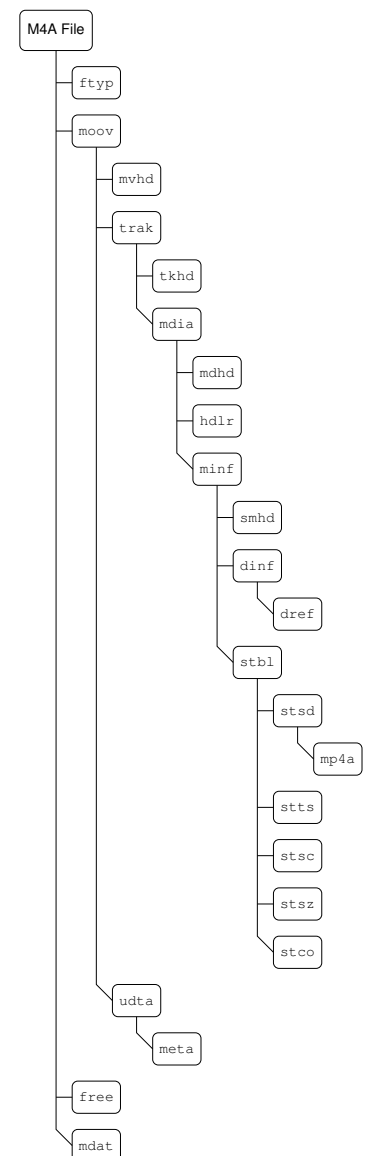 M4A File
ftyp
moov
mvhd
trak
tkhd
mdia
mdhd
hdlr
minf
smhd
dinf
dref
stbl
stsd
mp4a
stts
stsc
stsz
stco
udta
meta
free
mdat